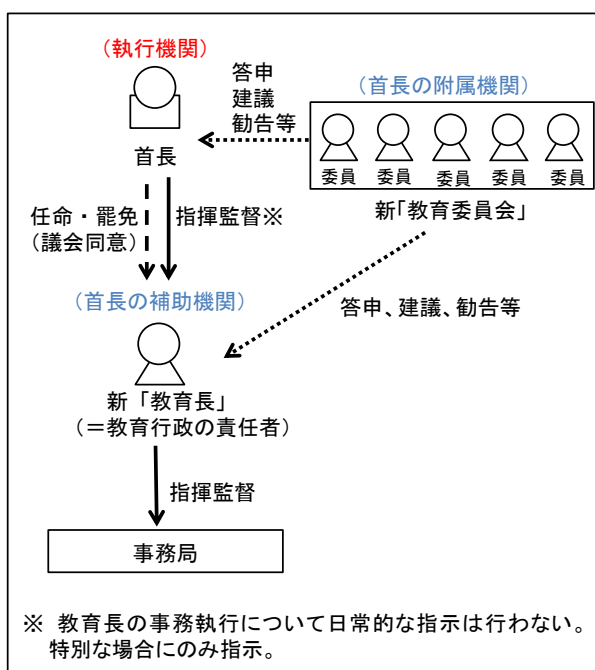 （執行機関）
首長
答申
建議
勧告等
（首長の附属機関）
委員 委員 委員 委員 委員
新「教育委員会」
任命・罷免
（議会同意）
指揮監督※
（首長の補助機関）
答申、建議、勧告等
新「教育長」
（＝教育行政の責任者）
指揮監督
事務局
※ 教育長の事務執行について日常的な指示は行わない。
特別な場合にのみ指示。